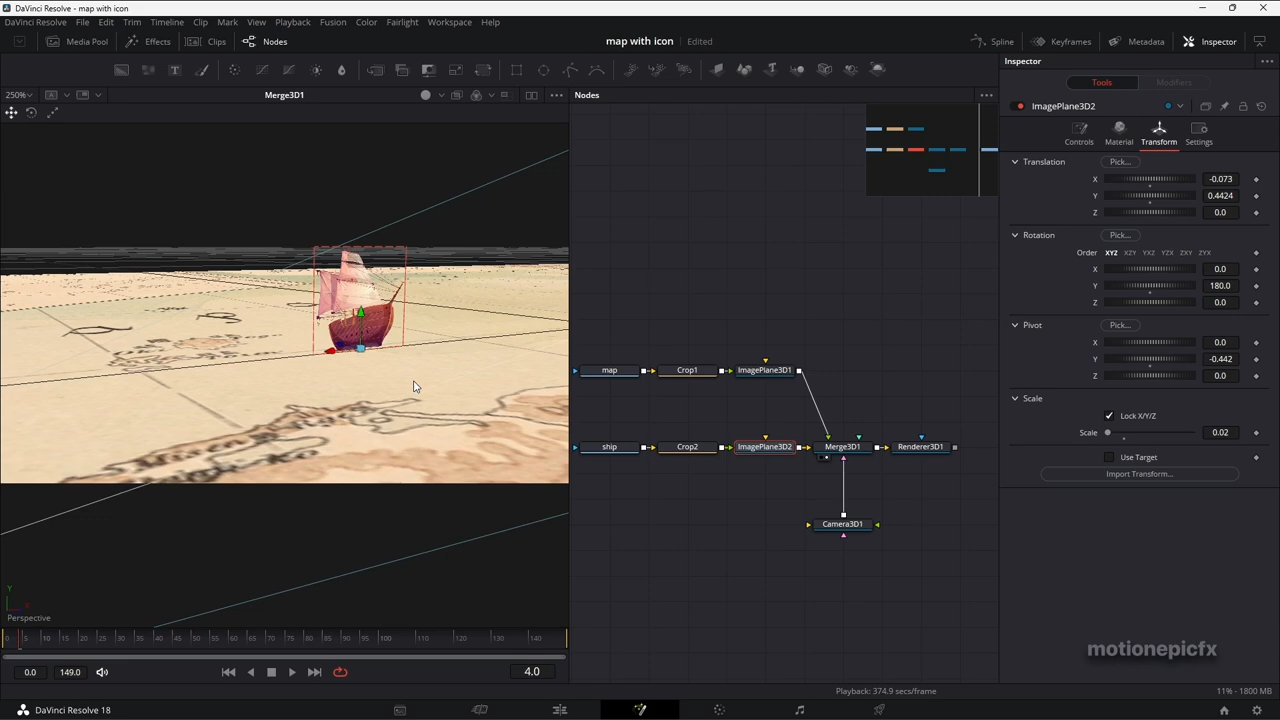 DaVinci Resolve - map with icon
DaVinci Resolve File Edit Trim Timeline Clip Mark View Playback Fusion Color Fairlight Workspace Help
Media Pool Effects Clips Nodes map with icon Edited Spline Keyframes Metadata Inspector
Inspector
Tools Modifiers
250% Merge3D1 Nodes
ImagePlane3D2
Controls Material Transform Settings
Translation Pick...
X -0.073
Y 0.4424
Z 0.0
Rotation Pick...
Order XYZ XZY YXZ YZX ZXY ZYX
X 0.0
Y 180.0
Z 0.0
Pivot Pick...
X 0.0
Y -0.442
Z 0.0
Scale
Lock X/Y/Z
Scale 0.02
Use Target
Import Transform...
map Crop1 ImagePlane3D1
ship Crop2 ImagePlane3D2 Merge3D1 Renderer3D1
Camera3D1
Y
X
Perspective
0 5 10 15 20 25 30 35 40 45 50 55 60 65 70 75 80 85 90 95 100 110 120 130 140
0.0 149.0 4.0
motionepicfx
Playback: 374.9 secs/frame 11% - 1800 MB
DaVinci Resolve 18